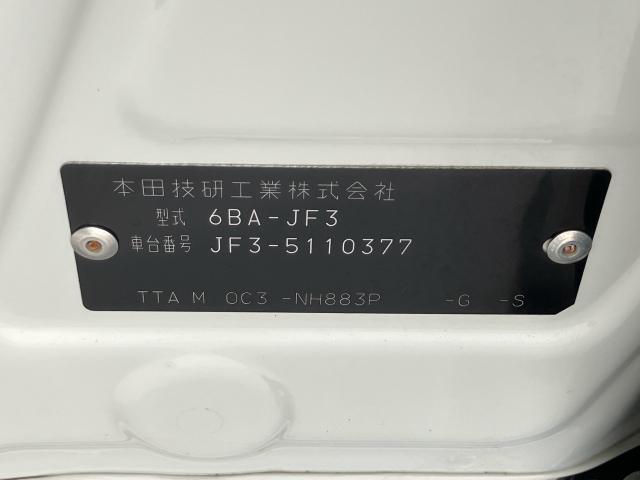 本田技研工業株式会社
型式 6BA-JF3
車台番号 JF3-5110377
TTA M 0C3 -NH883P -G -S